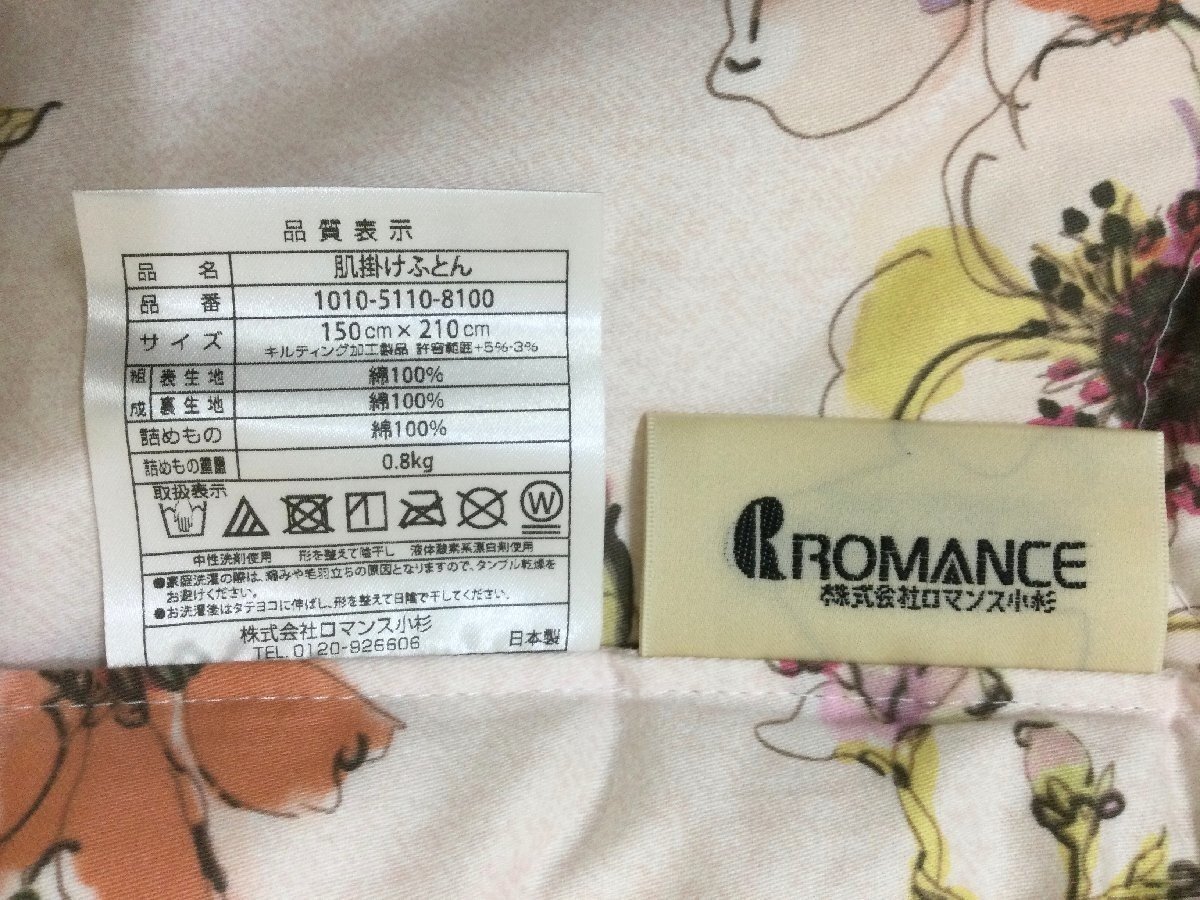 品質表示
品名 肌掛けふとん
品番 1010-5110-8100
サイズ 150cm×210cm
キルティング加工製品 許容範囲+5%-3%
組成 表生地 綿100%
裏生地 綿100%
詰めもの 綿100%
詰めもの重量 0.8kg
取扱表示
W
中性洗剤使用 形を整えて陰干し 液体酸素系漂白剤使用
●家庭洗濯の際は、縮みや毛羽立ちの原因となりますので、タンブル乾燥を
お避けください。
●お洗濯後はタテヨコに伸ばし、形を整えて日陰で干してください。
株式会社ロマンス小杉
TEL.0120-926606 日本製
ROMANCE
株式会社ロマンス小杉